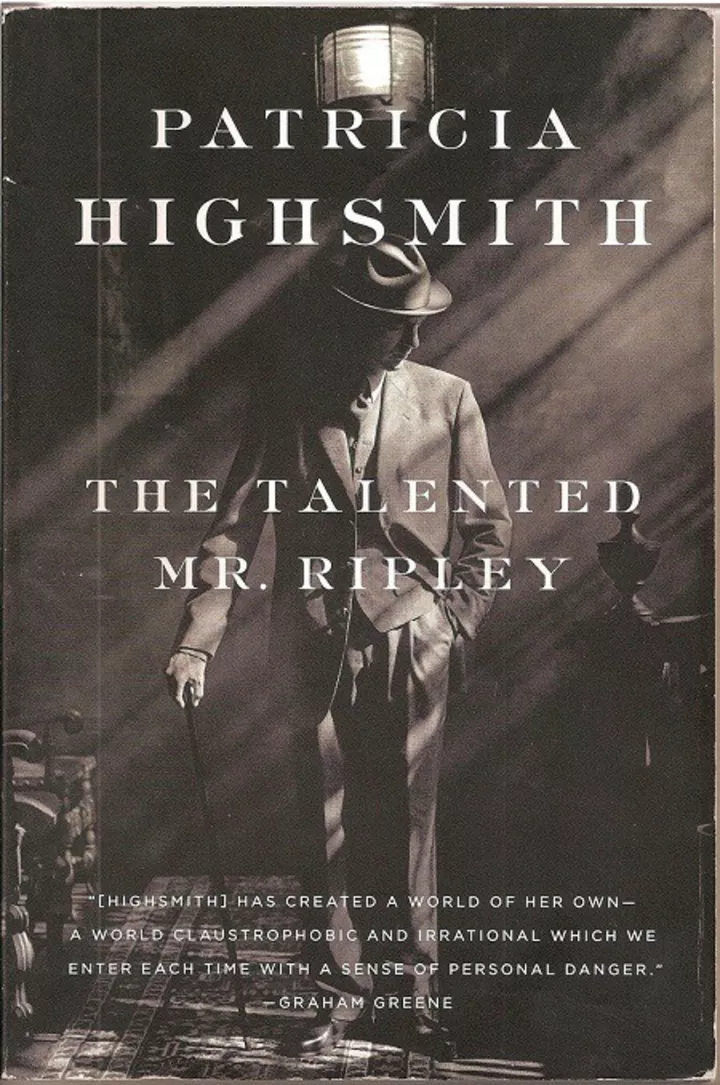 PATRICIA
HIGHSMITH
THE TALENTED
MR. RIPLEY
"[HIGHSMITH] HAS CREATED A WORLD OF HER OWN—
A WORLD CLAUSTROPHOBIC AND IRRATIONAL WHICH WE
ENTER EACH TIME WITH A SENSE OF PERSONAL DANGER."
—GRAHAM GREENE